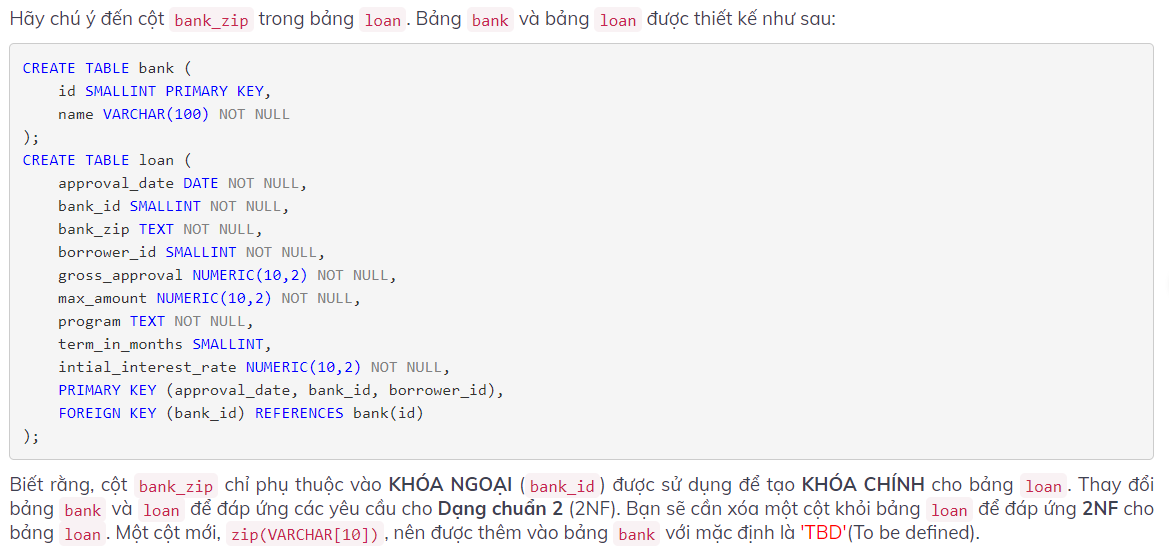 Hãy chú ý đến cột bank_zip trong bảng loan. Bảng bank và bảng loan được thiết kế như sau:
CREATE TABLE bank (
    id SMALLINT PRIMARY KEY,
    name VARCHAR(100) NOT NULL
);
CREATE TABLE loan (
    approval_date DATE NOT NULL,
    bank_id SMALLINT NOT NULL,
    bank_zip TEXT NOT NULL,
    borrower_id SMALLINT NOT NULL,
    gross_approval NUMERIC(10,2) NOT NULL,
    max_amount NUMERIC(10,2) NOT NULL,
    program TEXT NOT NULL,
    term_in_months SMALLINT,
    intial_interest_rate NUMERIC(10,2) NOT NULL,
    PRIMARY KEY (approval_date, bank_id, borrower_id),
    FOREIGN KEY (bank_id) REFERENCES bank(id)
);
Biết rằng, cột bank_zip chỉ phụ thuộc vào KHÓA NGOẠI (bank_id) được sử dụng để tạo KHÓA CHÍNH cho bảng loan. Thay đổi
bảng bank và loan để đáp ứng các yêu cầu cho Dạng chuẩn 2 (2NF). Bạn sẽ cần xóa một cột khỏi bảng loan để đáp ứng 2NF cho
bảng loan. Một cột mới, zip(VARCHAR[10]), nên được thêm vào bảng bank với mặc định là 'TBD'(To be defined).